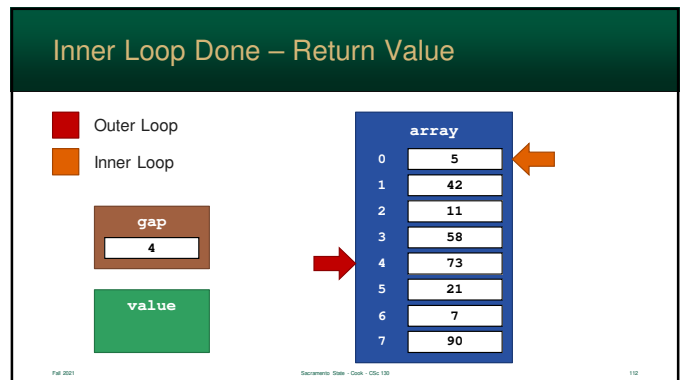 Inner Loop Done – Return Value
Outer Loop
Inner Loop
gap
4
value
array
0 5
1 42
2 11
3 58
4 73
5 21
6 7
7 90
Fall 2021
Sacramento State - Cook - CSc 130
112